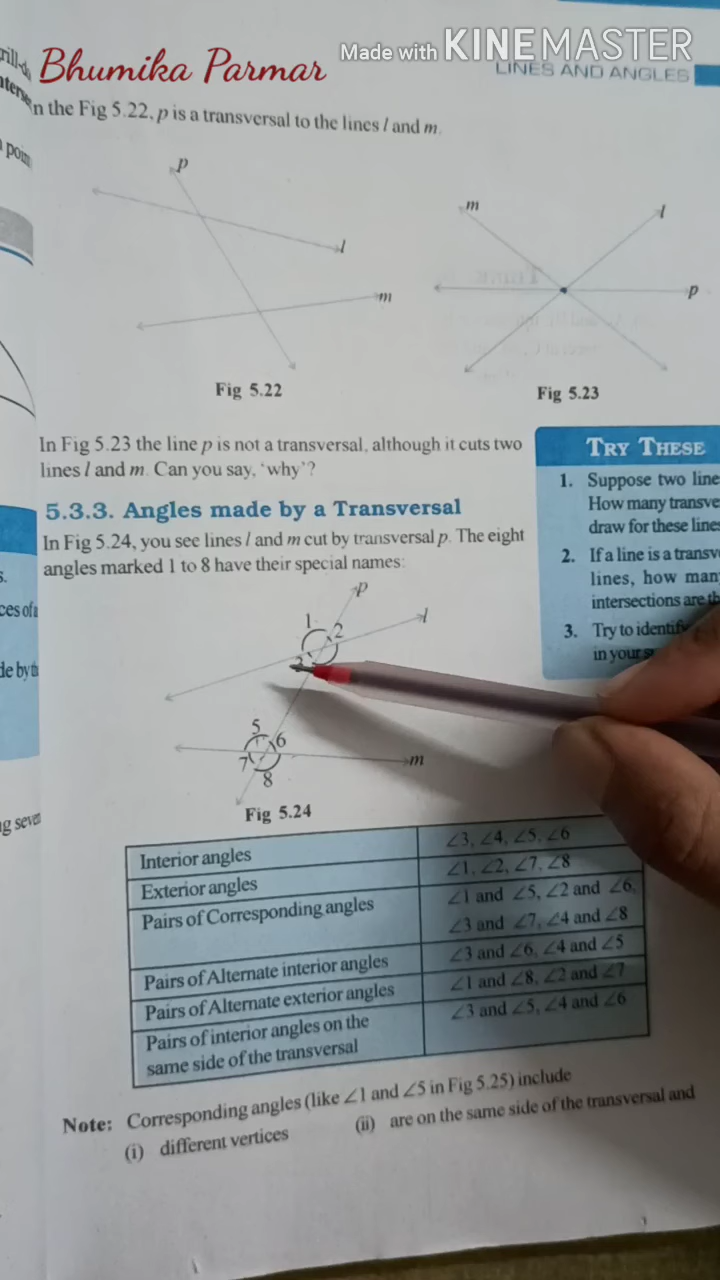 Bhumika Parmar
Made with KINEMASTER
LINES AND ANGLES
n the Fig 5.22, p is a transversal to the lines l and m.
p
l
m
Fig 5.22
m
l
p
Fig 5.23
In Fig 5.23 the line p is not a transversal, although it cuts two
lines l and m. Can you say, ‘why’?
5.3.3. Angles made by a Transversal
In Fig 5.24, you see lines l and m cut by transversal p. The eight
angles marked 1 to 8 have their special names:
TRY THESE
1. Suppose two line
How many transve
draw for these lines
2. If a line is a transv
lines, how man
intersections are
3. Try to identify
in your
p
l
1
2
3
5
6
7
8
m
Fig 5.24
Interior angles ∠3, ∠4, ∠5, ∠6
Exterior angles ∠1, ∠2, ∠7, ∠8
Pairs of Corresponding angles ∠1 and ∠5, ∠2 and ∠6,
∠3 and ∠7, ∠4 and ∠8
Pairs of Alternate interior angles ∠3 and ∠6, ∠4 and ∠5
Pairs of Alternate exterior angles ∠1 and ∠8, ∠2 and ∠7
Pairs of interior angles on the ∠3 and ∠5, ∠4 and ∠6
same side of the transversal
Note: Corresponding angles (like ∠1 and ∠5 in Fig 5.25) include
(i) different vertices (ii) are on the same side of the transversal and